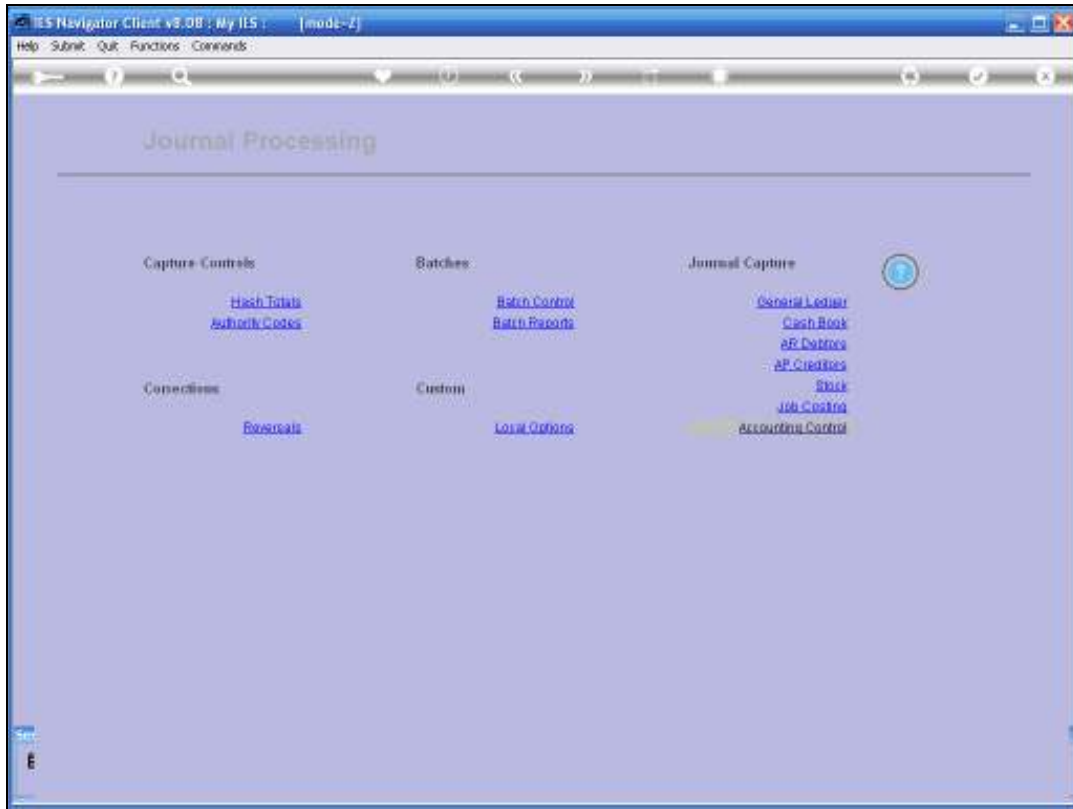 IES Navigator Client v3.08 : My IES : [mode-Z]
Help Submit Quit Functions Commands
Journal Processing
Capture Controls Batches Journal Capture
Hash Totals Batch Control General Ledger
Authority Codes Batch Reports Cash Book
AR Debtors
AP Creditors
Corrections Custom Stock
Job Costing
Reversals Local Options Accounting Control